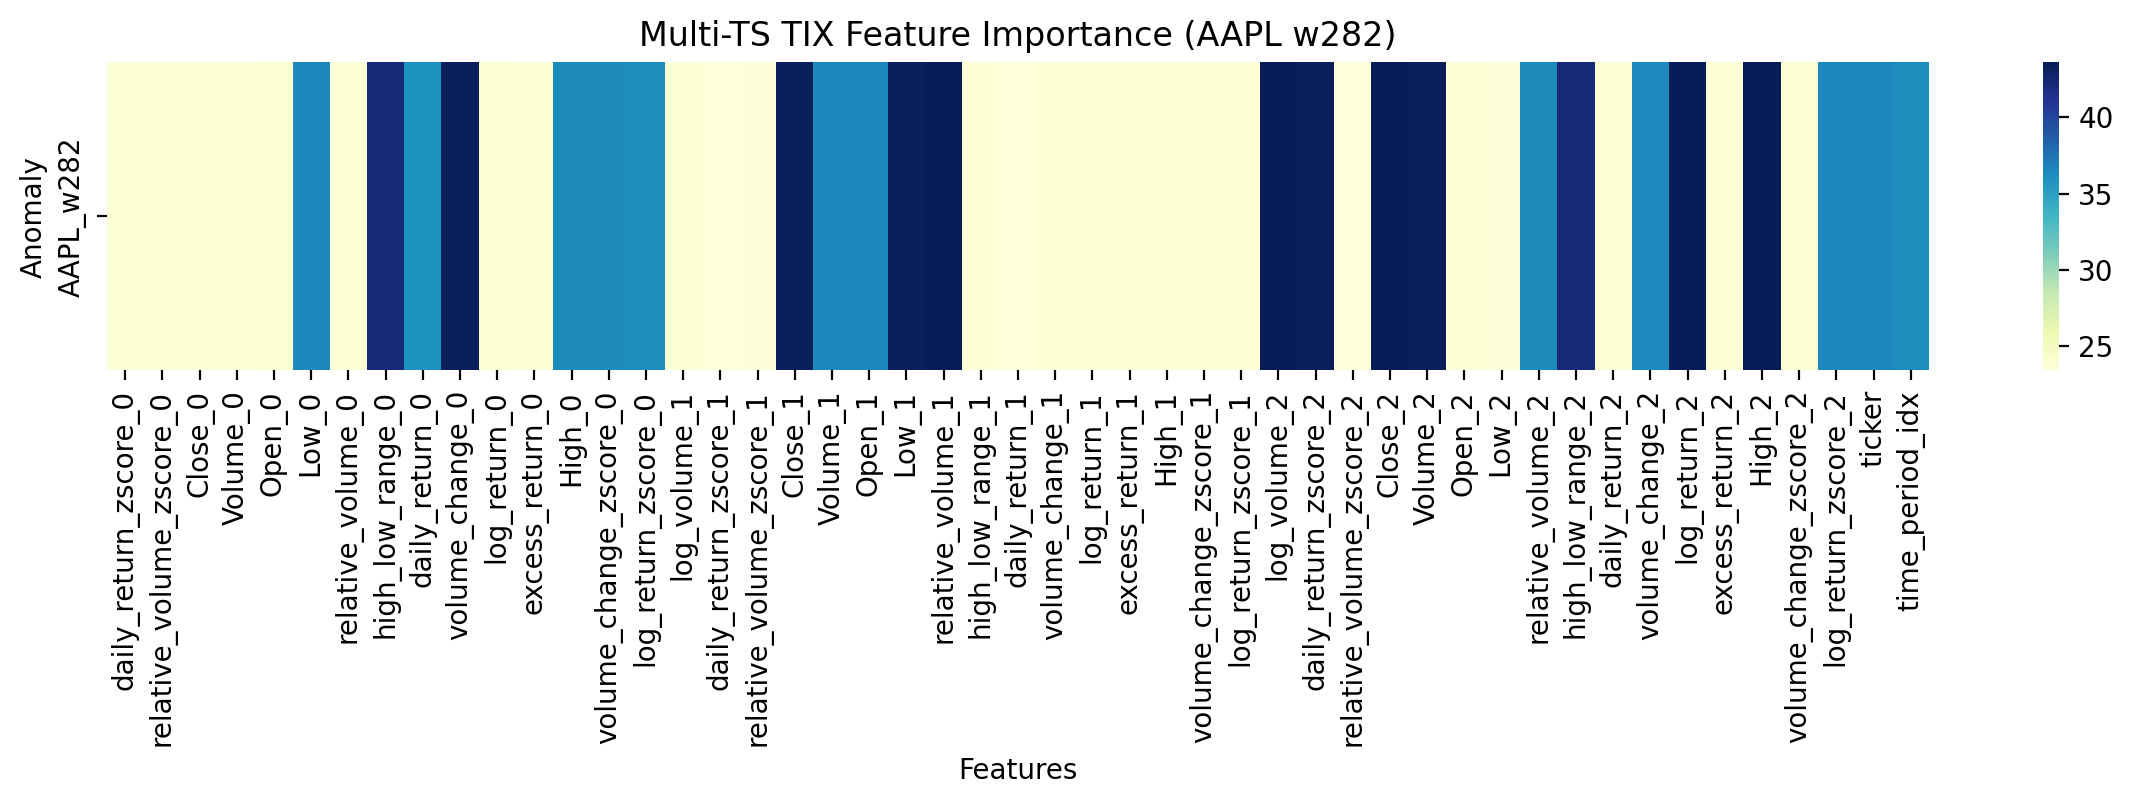 Multi-TS TIX Feature Importance (AAPL w282)
Anomaly
AAPL_w282
40
35
30
25
daily_return_zscore_0
relative_volume_zscore_0
Close_0
Volume_0
Open_0
Low_0
relative_volume_0
high_low_range_0
daily_return_0
volume_change_0
log_return_0
excess_return_0
High_0
volume_change_zscore_0
log_return_zscore_0
log_volume_1
daily_return_zscore_1
relative_volume_zscore_1
Close_1
Volume_1
Open_1
Low_1
relative_volume_1
high_low_range_1
daily_return_1
volume_change_1
log_return_1
excess_return_1
High_1
volume_change_zscore_1
log_return_zscore_1
log_volume_2
daily_return_zscore_2
relative_volume_zscore_2
Close_2
Volume_2
Open_2
Low_2
relative_volume_2
high_low_range_2
daily_return_2
volume_change_2
log_return_2
excess_return_2
High_2
volume_change_zscore_2
log_return_zscore_2
ticker
time_period_idx
Features